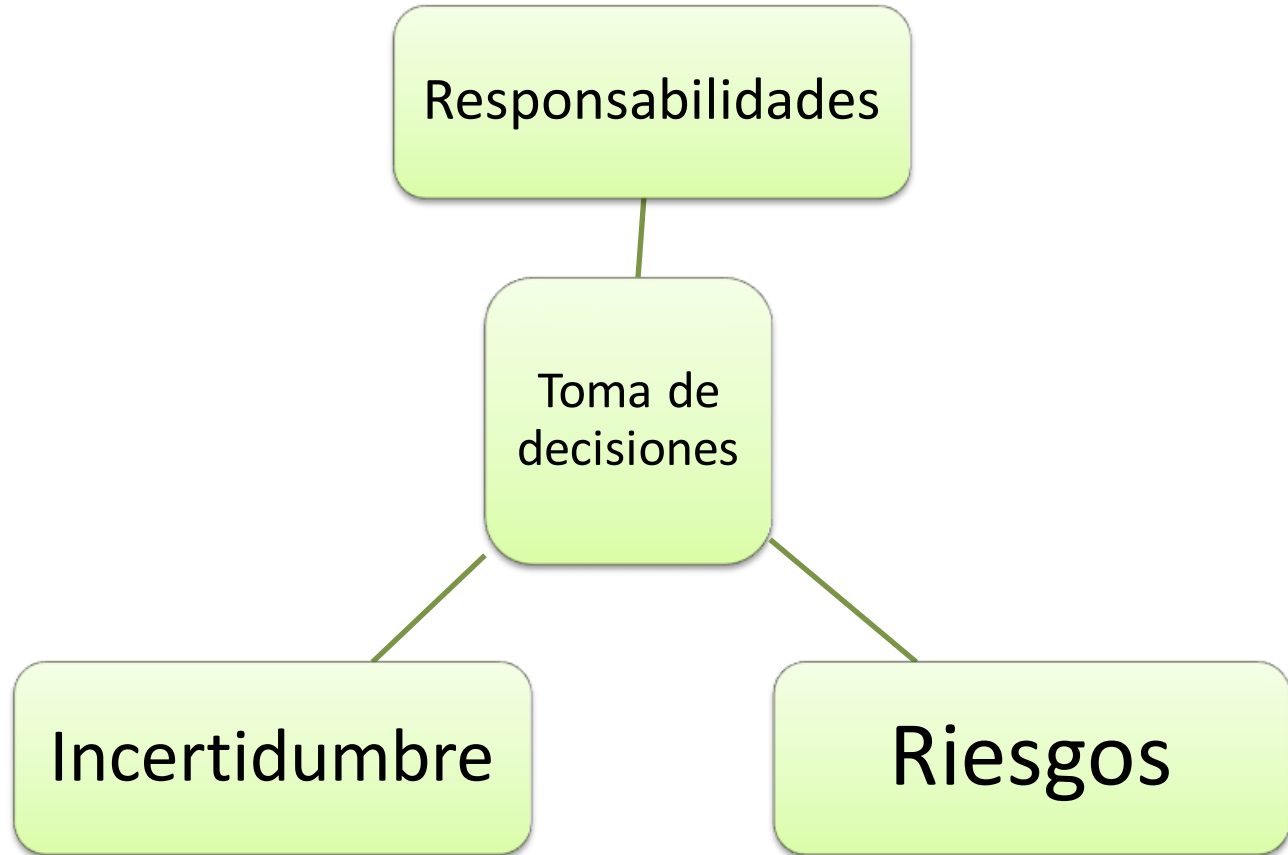 Responsabilidades
Toma de
decisiones
Incertidumbre
Riesgos